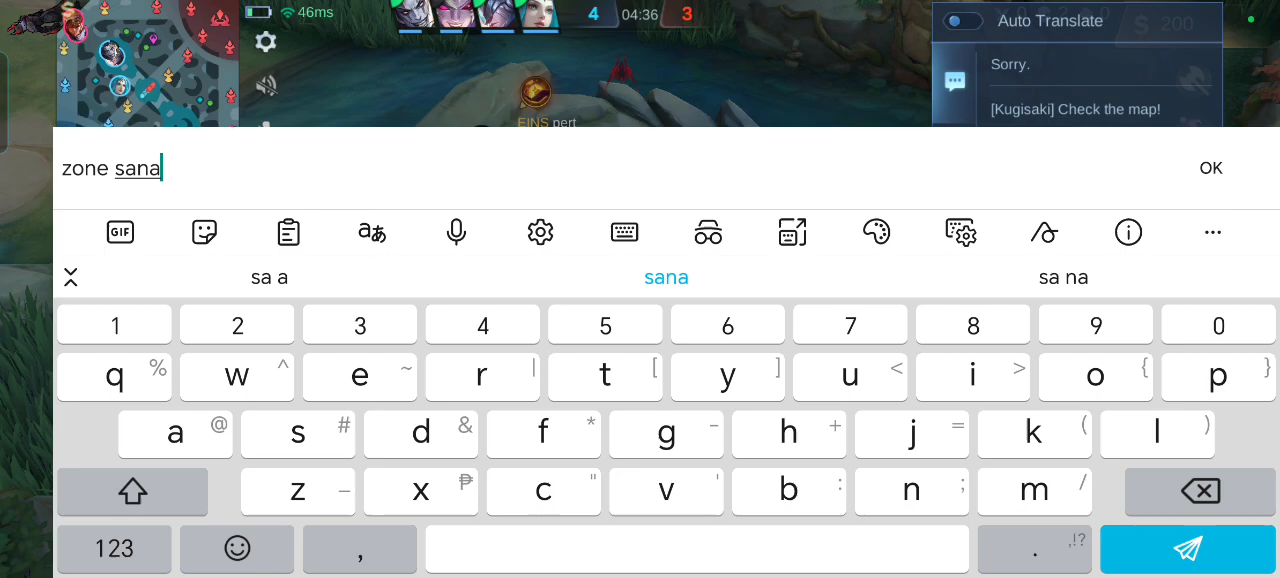 46ms
4 04:36 3
Auto Translate
Sorry.
[Kugisaki] Check the map!
EINS pert
zone sana
OK
GIF
sa a sana sa na
1 2 3 4 5 6 7 8 9 0
q % w ^ e ~ r | t [ y ] u < i > o { p }
a @ s # d & f * g - h + j = k ( l )
z _ x ₱ c " v ' b : n ; m /
123 , . ,!?